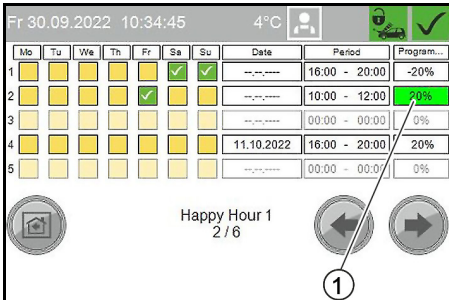 Fr 30.09.2022 10:34:45 4°C
Mo Tu We Th Fr Sa Su Date Period Program...
1 --.--.---- 16:00 - 20:00 -20%
2 --.--.---- 10:00 - 12:00 20%
3 --.--.---- 00:00 - 00:00 0%
4 11.10.2022 16:00 - 20:00 20%
5 --.--.---- 00:00 - 00:00 0%
Happy Hour 1
2 / 6
1